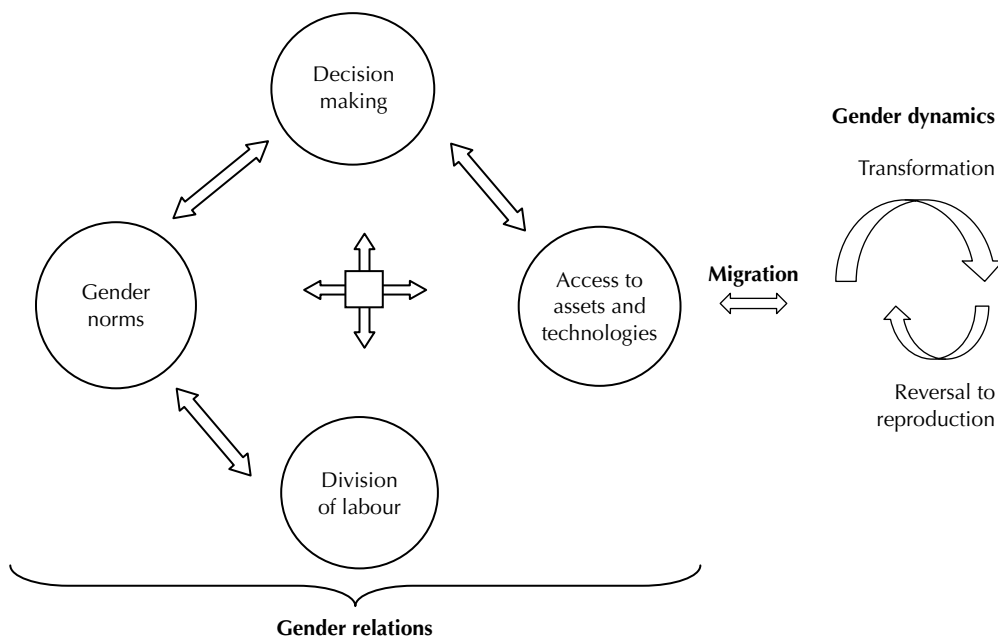 Decision
making
Gender dynamics
Transformation
Gender
norms
Access to
assets and
technologies
Migration
Reversal to
reproduction
Division
of labour
Gender relations